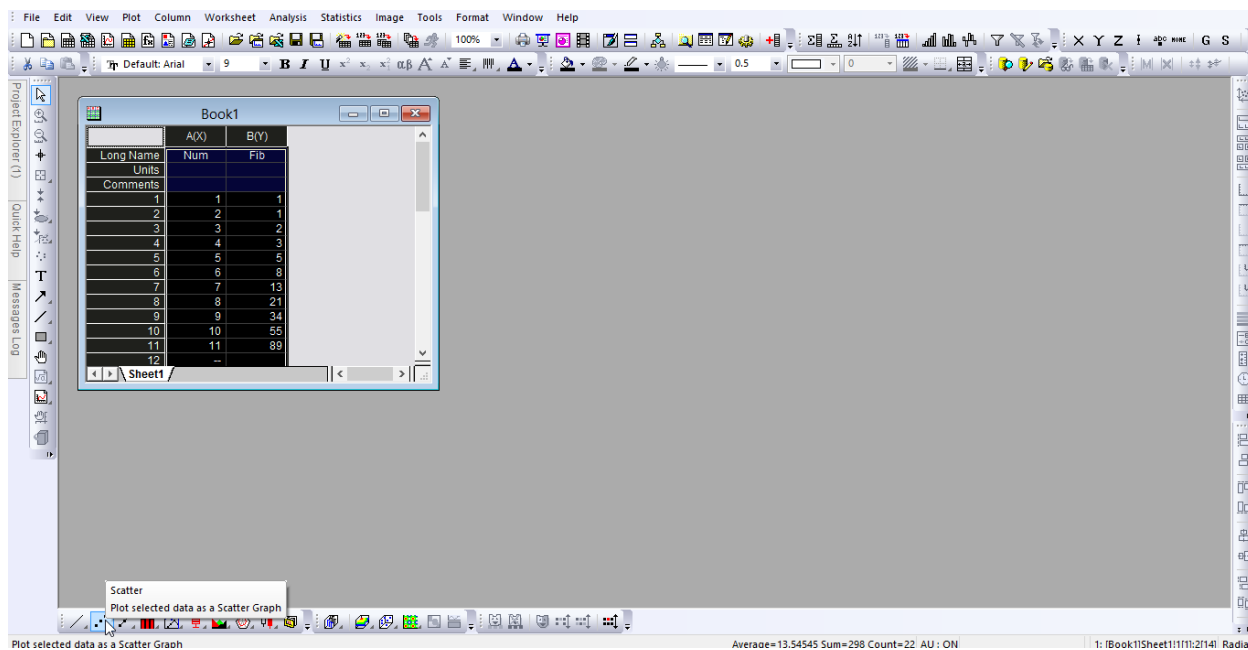 File Edit View Plot Column Worksheet Analysis Statistics Image Tools Format Window Help
100%
X Y Z
G S
Default: Arial 9 B I U x² x₂ αβ A A A 0.5 0
Project Explorer (1)
Quick Help
Messages Log
T
Book1
A(X) B(Y)
Long Name Num Fib
Units
Comments
1 1 1
2 2 1
3 3 2
4 4 3
5 5 5
6 6 8
7 7 13
8 8 21
9 9 34
10 10 55
11 11 89
12 --
Sheet1
Scatter
Plot selected data as a Scatter Graph
Plot selected data as a Scatter Graph
Average=13.54545 Sum=298 Count=22 AU : ON
1: [Book1]Sheet1!1[1]:2[14] Radia